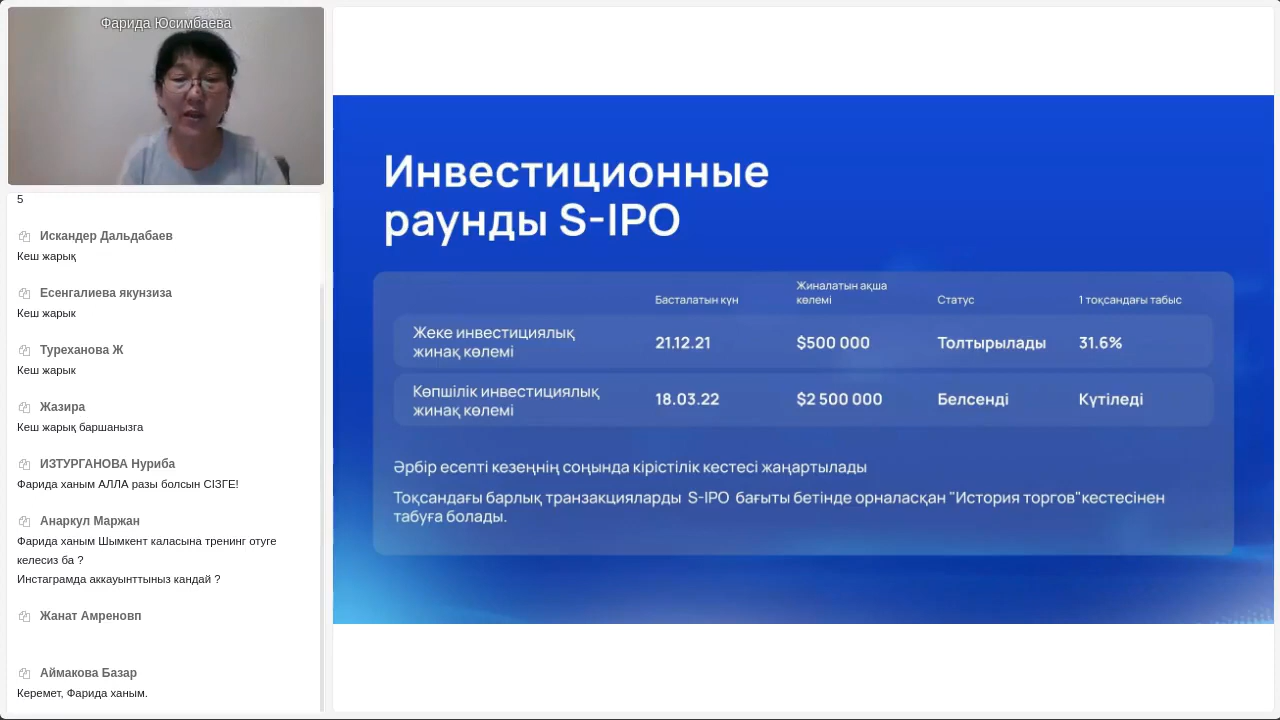 Фарида Юсимбаева
5
Искандер Дальдабаев
Кеш жарық
Есенгалиева якунзиза
Кеш жарык
Туреханова Ж
Кеш жарык
Жазира
Кеш жарық баршанызга
ИЗТУРГАНОВА Нуриба
Фарида ханым АЛЛА разы болсын СІЗГЕ!
Анаркул Маржан
Фарида ханым Шымкент каласына тренинг отуге
келесиз ба ?
Инстаграмда аккауынттыныз кандай ?
Жанат Амреновп
Аймакова Базар
Керемет, Фарида ханым.
Инвестиционные
раунды S-IPO
Басталатын күн
Жиналатын ақша
көлемі
Статус
1 тоқсандағы табыс
Жеке инвестициялық
жинақ көлемі
21.12.21
$500 000
Толтырылады
31.6%
Көпшілік инвестициялық
жинақ көлемі
18.03.22
$2 500 000
Белсенді
Күтіледі
Әрбір есепті кезеңнің соңында кірістілік кестесі жаңартылады
Тоқсандағы барлық транзакцияларды S-IPO бағыты бетінде орналасқан "История торгов"кестесінен
табуға болады.